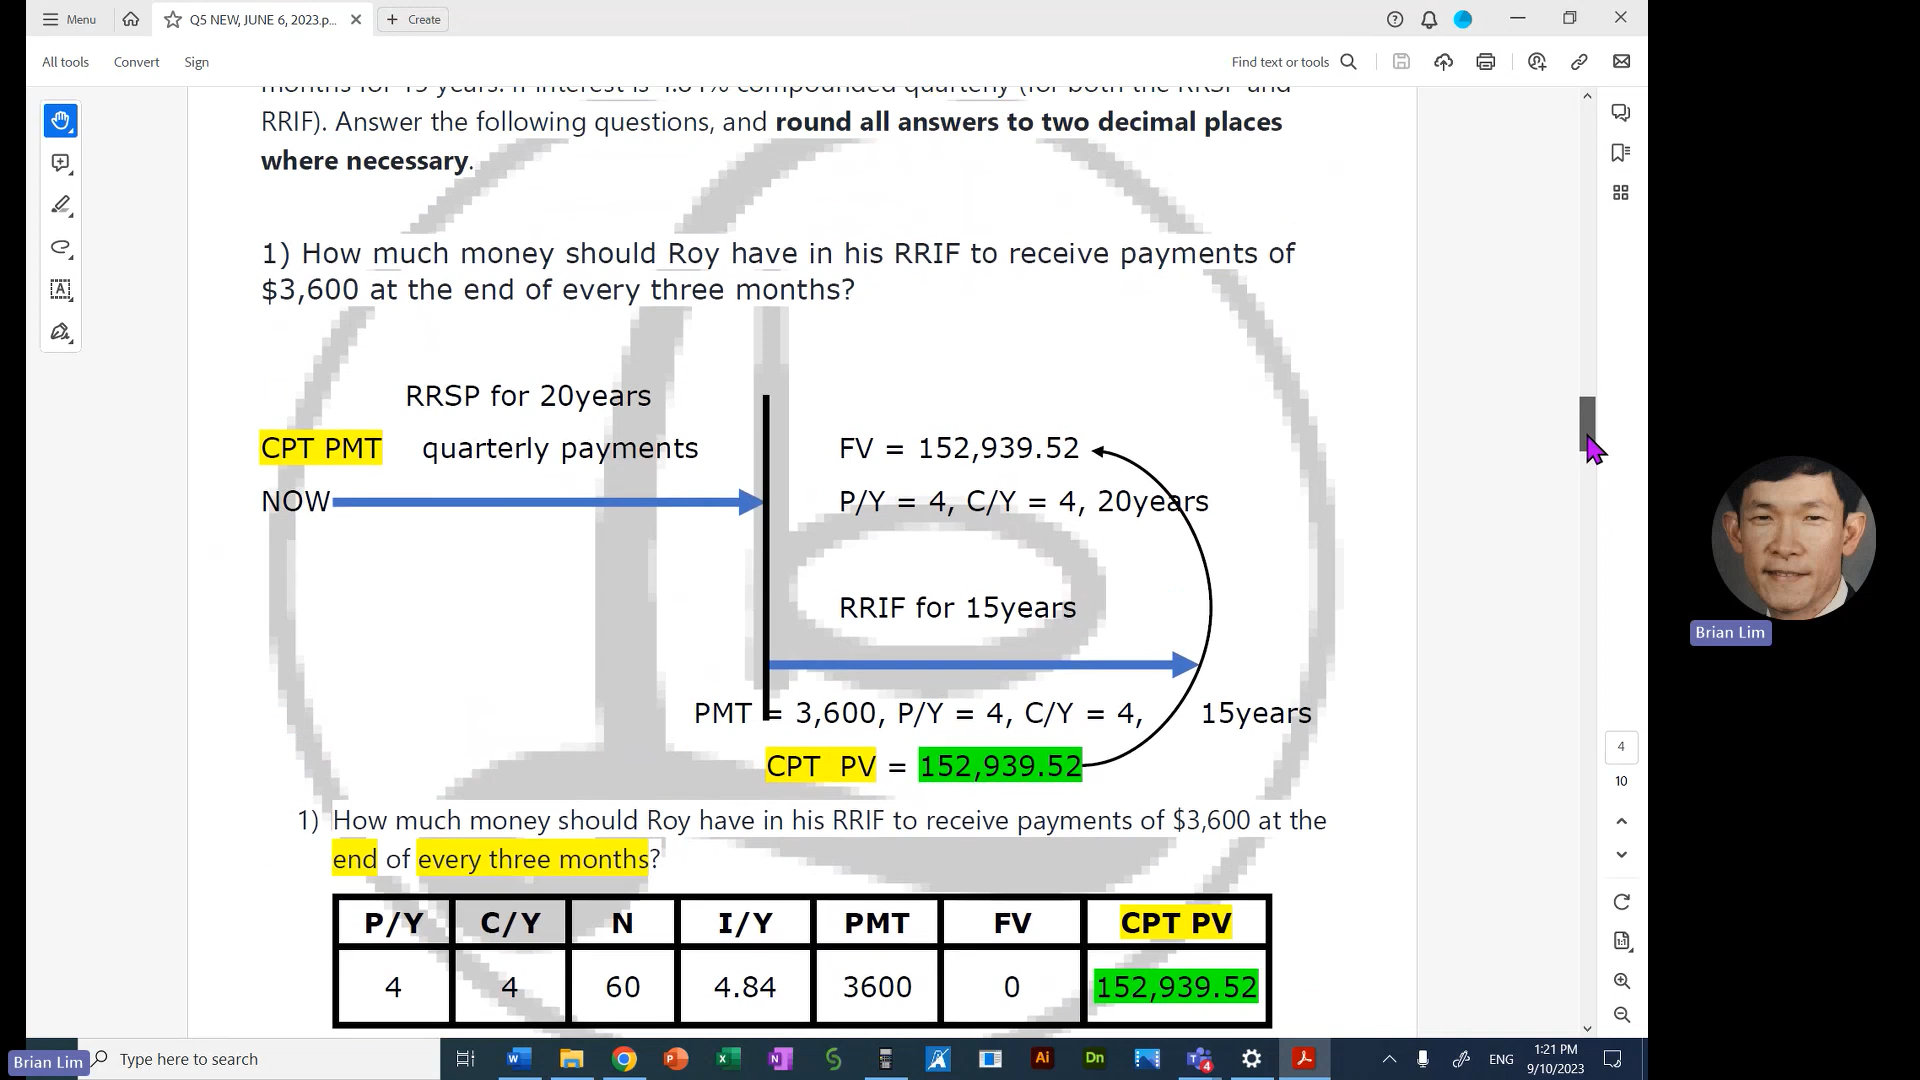 Menu
Q5 NEW, JUNE 6, 2023.p...
Create
All tools
Convert
Sign
Find text or tools
RRIF). Answer the following questions, and round all answers to two decimal places
where necessary.
1) How much money should Roy have in his RRIF to receive payments of
$3,600 at the end of every three months?
RRSP for 20years
CPT PMT quarterly payments
FV = 152,939.52
NOW
P/Y = 4, C/Y = 4, 20years
RRIF for 15years
PMT = 3,600, P/Y = 4, C/Y = 4, 15years
CPT PV = 152,939.52
1) How much money should Roy have in his RRIF to receive payments of $3,600 at the
end of every three months?
P/Y C/Y N I/Y PMT FV CPT PV
4 4 60 4.84 3600 0 152,939.52
4
10
Brian Lim
Brian Lim
Type here to search
ENG
1:21 PM
9/10/2023